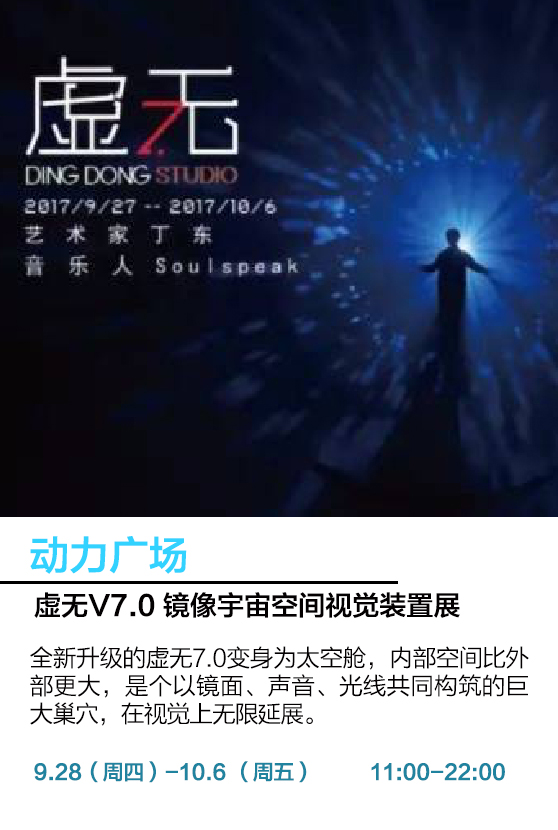 虚无
7.
DING DONG STUDIO
2017/9/27 -- 2017/10/6
艺术家丁东
音乐人 Soulspeak
动力广场
虚无V7.0 镜像宇宙空间视觉装置展
全新升级的虚无7.0变身为太空舱，内部空间比外
部更大，是个以镜面、声音、光线共同构筑的巨
大巢穴，在视觉上无限延展。
9.28（周四）-10.6（周五） 11:00-22:00